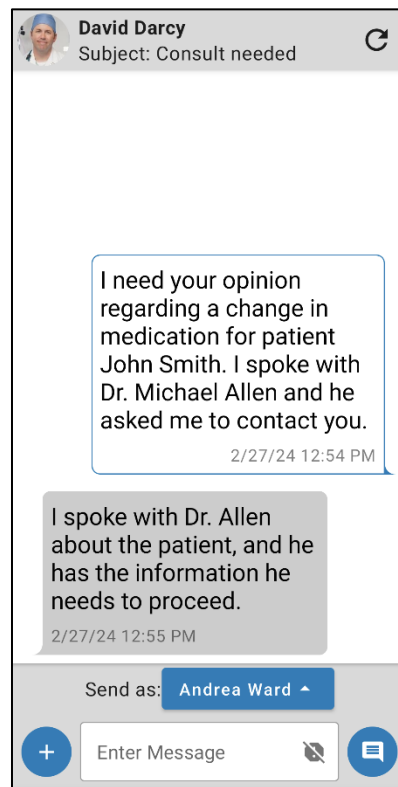 David Darcy
Subject: Consult needed
I need your opinion
regarding a change in
medication for patient
John Smith. I spoke with
Dr. Michael Allen and he
asked me to contact you.
2/27/24 12:54 PM
I spoke with Dr. Allen
about the patient, and he
has the information he
needs to proceed.
2/27/24 12:55 PM
Send as: Andrea Ward
Enter Message